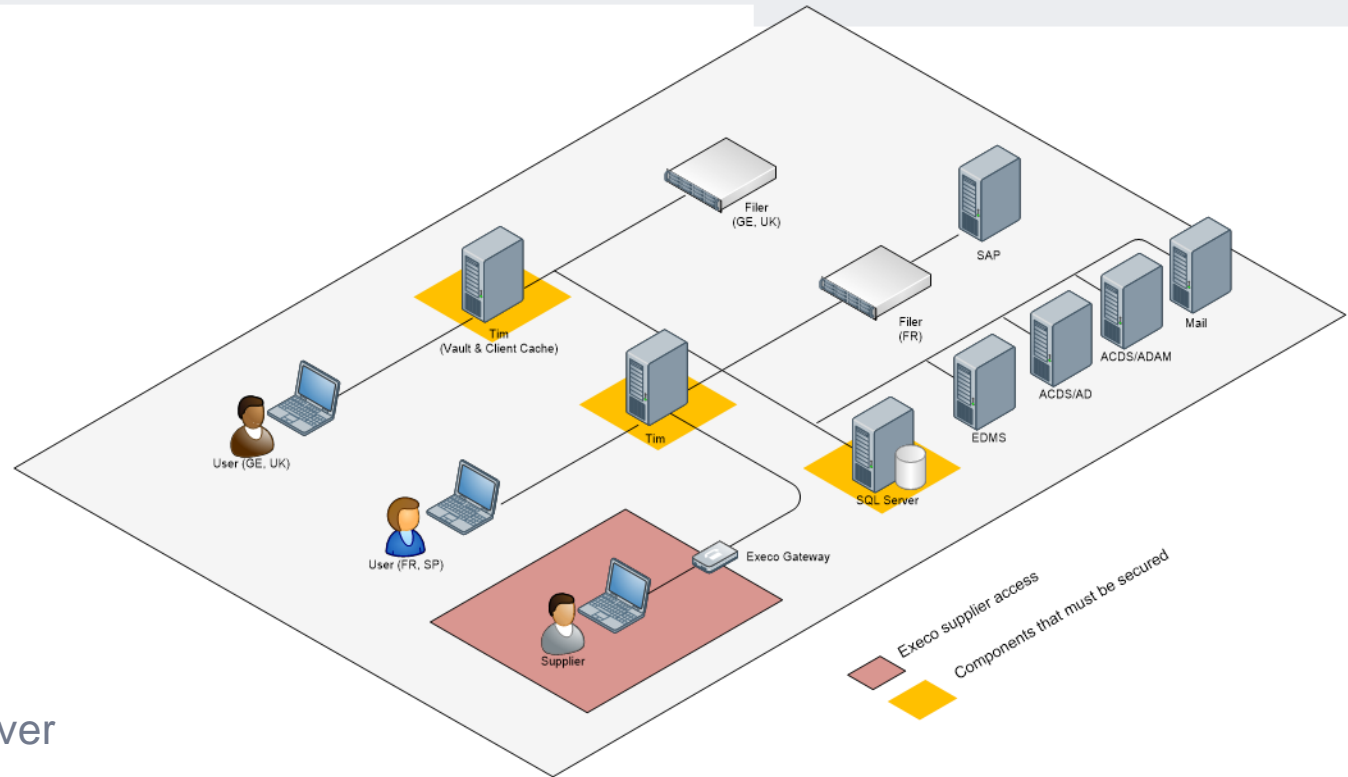 Filer
(GE, UK)
SAP
Tim
(Vault & Client Cache)
Filer
(FR)
Mail
ACDS/ADAM
ACDS/AD
EDMS
Tim
User (GE, UK)
SQL Server
User (FR, SP)
Execo Gateway
Supplier
Execo supplier access
Components that must be secured
ver